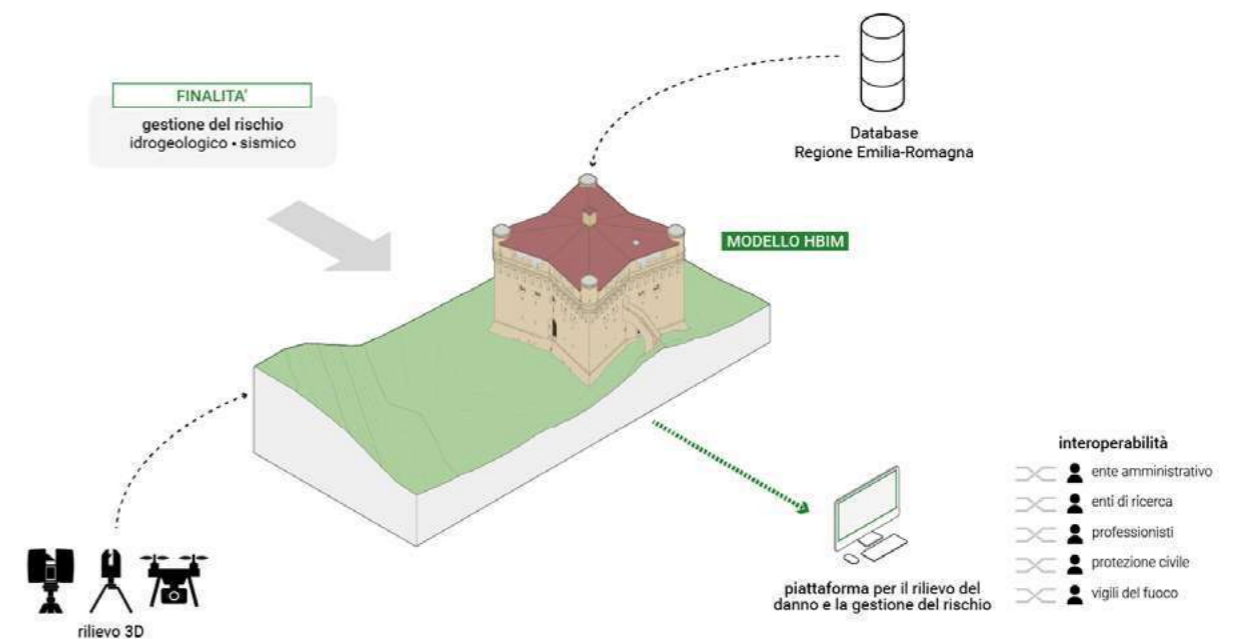 FINALITA'
gestione del rischio
idrogeologico • sismico
Database
Regione Emilia-Romagna
MODELLO HBIM
interoperabilità
ente amministrativo
enti di ricerca
professionisti
protezione civile
vigili del fuoco
piattaforma per il rilievo del
danno e la gestione del rischio
rilievo 3D